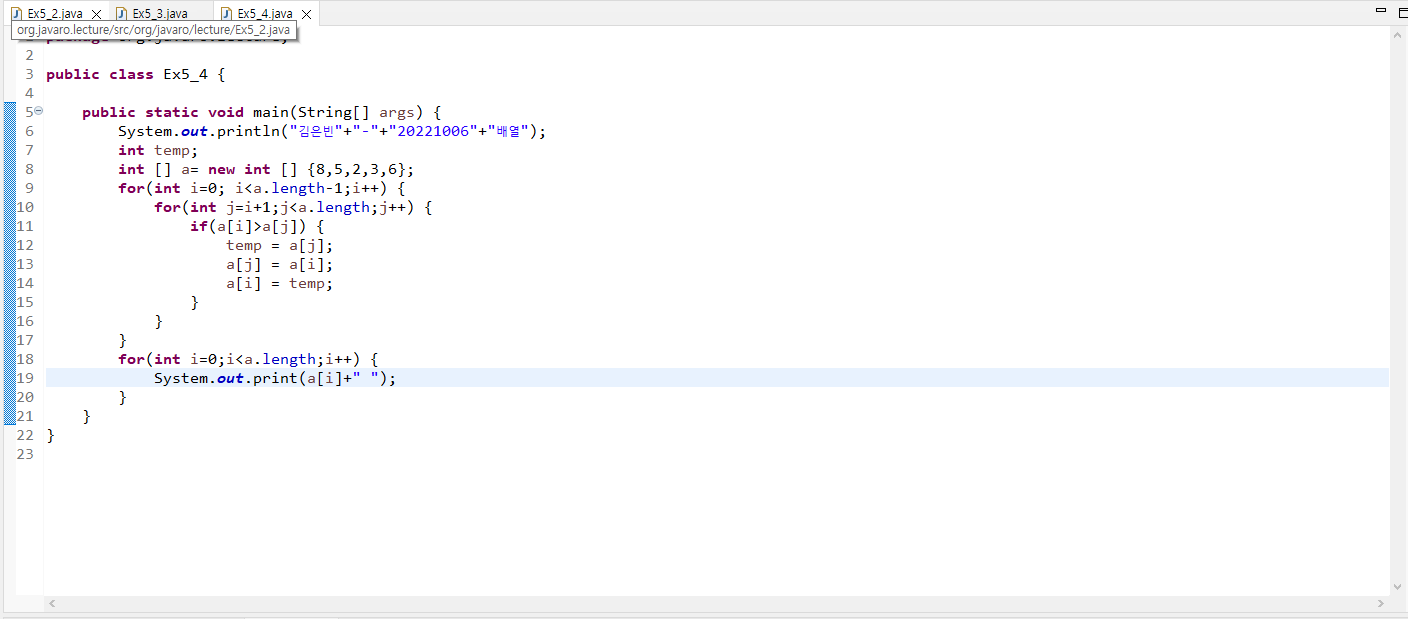 Ex5_2.java Ex5_3.java Ex5_4.java
org.javaro.lecture/src/org/javaro/lecture/Ex5_2.java
2
3 public class Ex5_4 {
4
5 public static void main(String[] args) {
6 System.out.println("김은빈"+"-"+"20221006"+"배열");
7 int temp;
8 int [] a= new int [] {8,5,2,3,6};
9 for(int i=0; i<a.length-1;i++) {
10 for(int j=i+1;j<a.length;j++) {
11 if(a[i]>a[j]) {
12 temp = a[j];
13 a[j] = a[i];
14 a[i] = temp;
15 }
16 }
17 }
18 for(int i=0;i<a.length;i++) {
19 System.out.print(a[i]+" ");
20 }
21 }
22 }
23